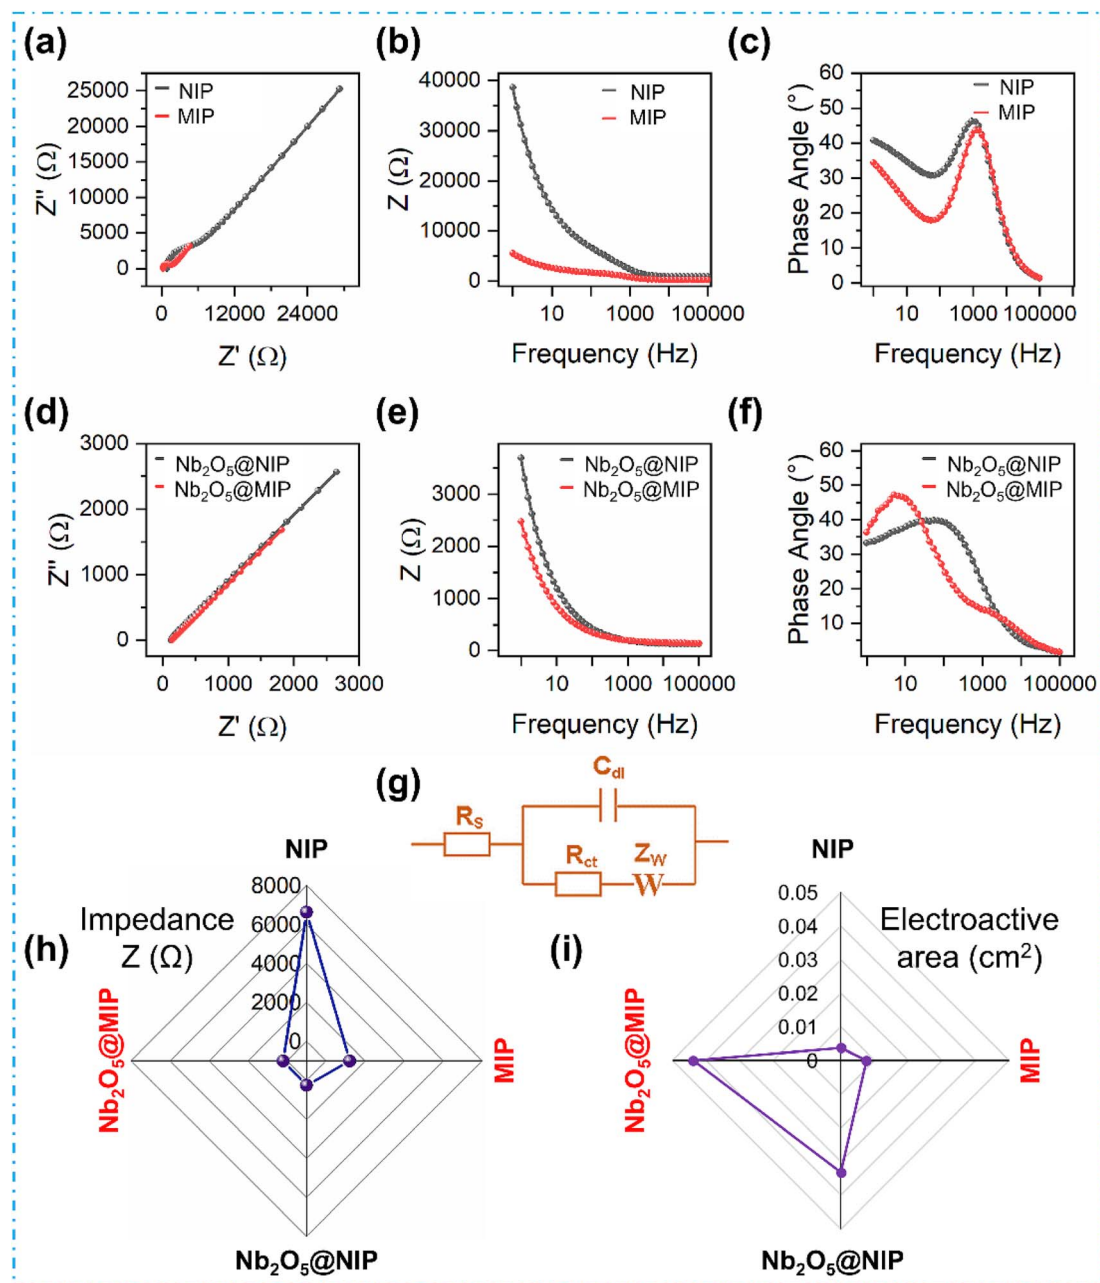 (a)
25000
20000
15000
10000
5000
0
Z'' (Ω)
NIP
MIP
0 12000 24000
Z' (Ω)
(b)
40000
30000
20000
10000
0
Z (Ω)
NIP
MIP
10 1000 100000
Frequency (Hz)
(c)
60
50
40
30
20
10
0
Phase Angle (°)
NIP
MIP
10 1000 100000
Frequency (Hz)
(d)
3000
2000
1000
0
Z'' (Ω)
Nb₂O₅@NIP
Nb₂O₅@MIP
0 1000 2000 3000
Z' (Ω)
(e)
3000
2000
1000
0
Z (Ω)
Nb₂O₅@NIP
Nb₂O₅@MIP
10 1000 100000
Frequency (Hz)
(f)
60
50
40
30
20
10
Phase Angle (°)
Nb₂O₅@NIP
Nb₂O₅@MIP
10 1000 100000
Frequency (Hz)
(g)
C_dl
R_S
R_ct
Z_W
W
(h)
Impedance
Z (Ω)
NIP
8000
6000
4000
2000
0
Nb₂O₅@MIP
MIP
Nb₂O₅@NIP
(i)
NIP
Electroactive
area (cm²)
0.05
0.04
0.03
0.02
0.01
0
Nb₂O₅@MIP
MIP
Nb₂O₅@NIP